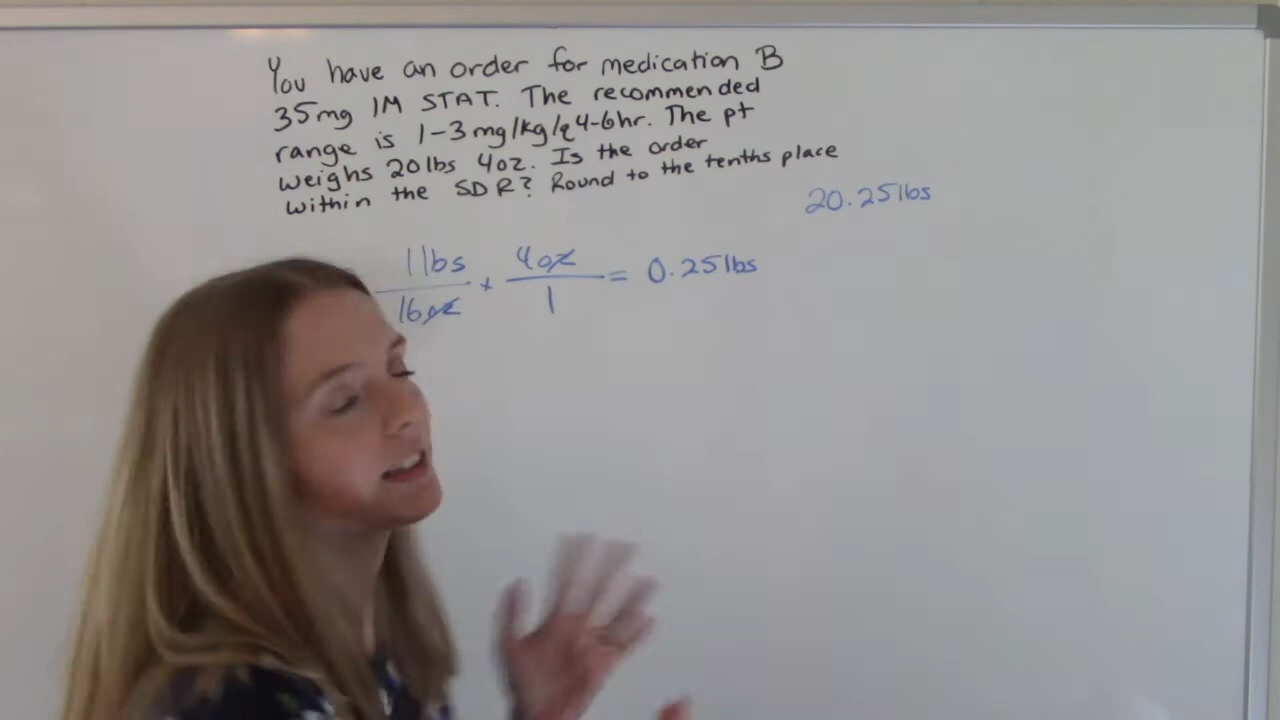 You have an order for medication B
35mg IM STAT. The recommended
range is 1-3mg/kg/q4-6hr. The pt
weighs 20lbs 4oz. Is the order
within the SDR? Round to the tenths place
20.25lbs
1lbs/16oz x 4oz/1 = 0.25lbs